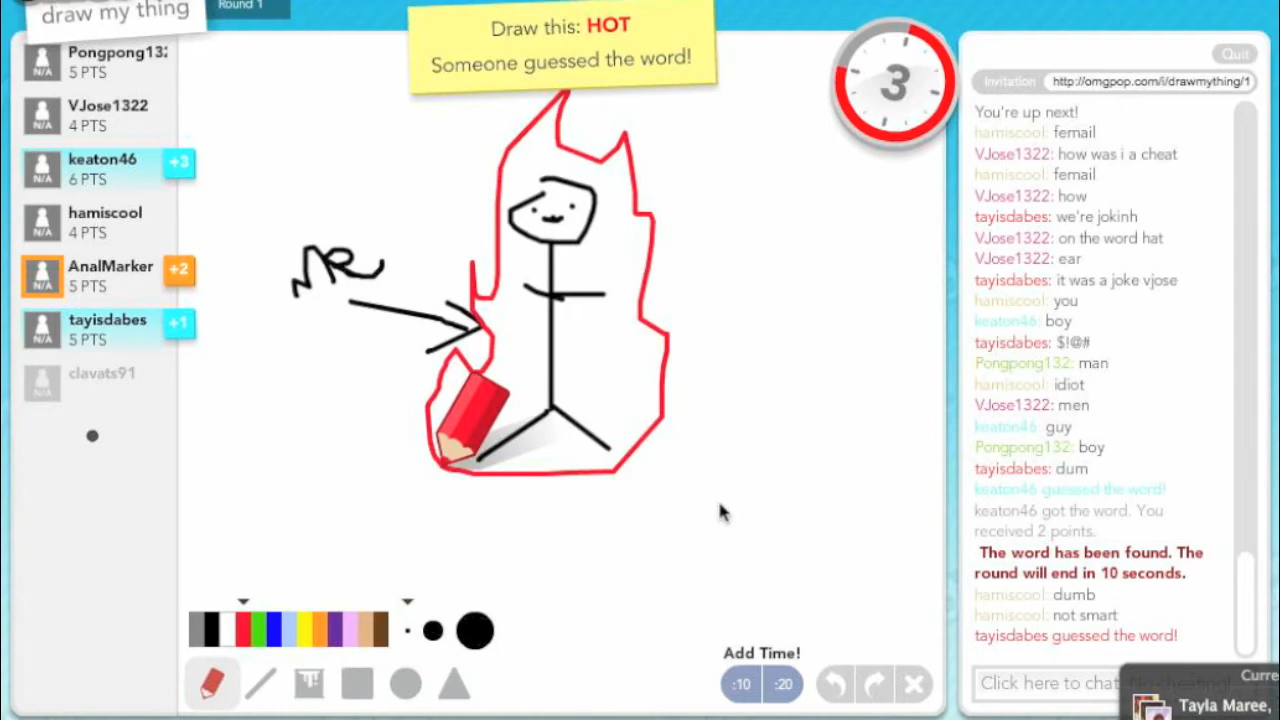 draw my thing
Round 1
Pongpong13
5 PTS
VJose1322
4 PTS
keaton46
6 PTS
+3
hamiscool
4 PTS
AnalMarker
5 PTS
+2
tayisdabes
5 PTS
+1
clavats91
N/A
N/A
N/A
N/A
N/A
N/A
N/A
Draw this: HOT
Someone guessed the word!
3
ME
Add Time!
:10 :20
Quit
Invitation http://omgpop.com/i/drawmything/1
You're up next!
hamiscool: femail
VJose1322: how was i a cheat
hamiscool: femail
VJose1322: how
tayisdabes: we're jokinh
VJose1322: on the word hat
VJose1322: ear
tayisdabes: it was a joke vjose
hamiscool: you
keaton46: boy
tayisdabes: $!@#
Pongpong132: man
hamiscool: idiot
VJose1322: men
keaton46: guy
Pongpong132: boy
tayisdabes: dum
keaton46 guessed the word!
keaton46 got the word. You
received 2 points.
The word has been found. The
round will end in 10 seconds.
hamiscool: dumb
hamiscool: not smart
tayisdabes guessed the word!
Click here to chat. No cheating!
Curre
Tayla Maree,